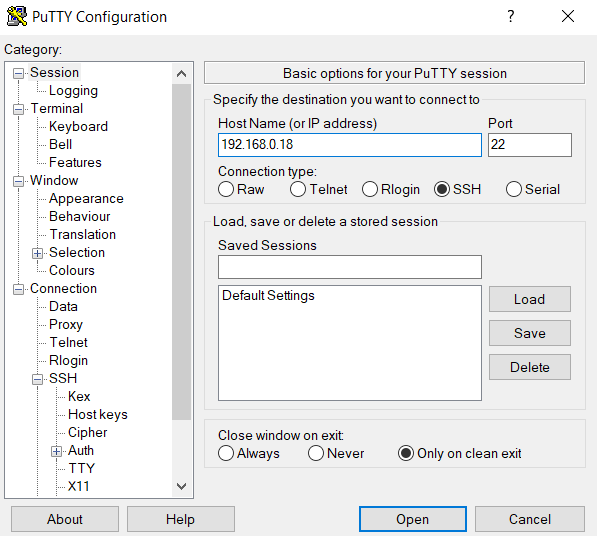 PuTTY Configuration
Category:
Session
Logging
Terminal
Keyboard
Bell
Features
Window
Appearance
Behaviour
Translation
Selection
Colours
Connection
Data
Proxy
Telnet
Rlogin
SSH
Kex
Host keys
Cipher
Auth
TTY
X11
Basic options for your PuTTY session
Specify the destination you want to connect to
Host Name (or IP address) Port
192.168.0.18 22
Connection type:
Raw Telnet Rlogin SSH Serial
Load, save or delete a stored session
Saved Sessions
Default Settings
Load
Save
Delete
Close window on exit:
Always Never Only on clean exit
About Help Open Cancel